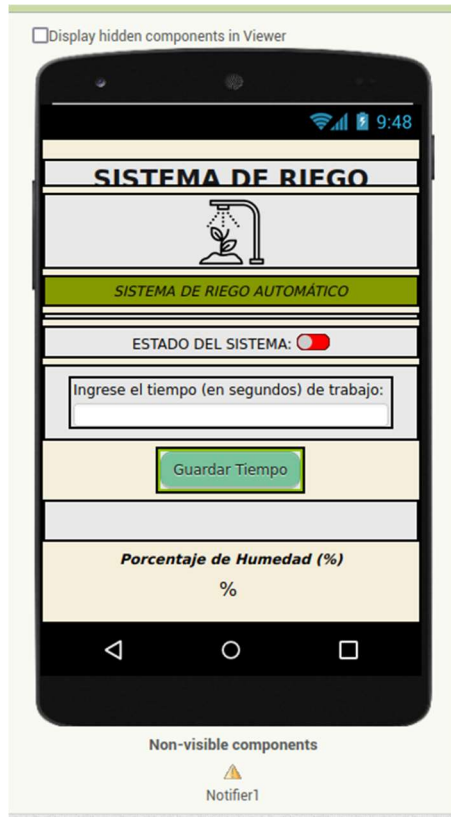 Display hidden components in Viewer
9:48
SISTEMA DE RIEGO
SISTEMA DE RIEGO AUTOMÁTICO
ESTADO DEL SISTEMA:
Ingrese el tiempo (en segundos) de trabajo:
Guardar Tiempo
Porcentaje de Humedad (%)
%
Non-visible components
Notifier1